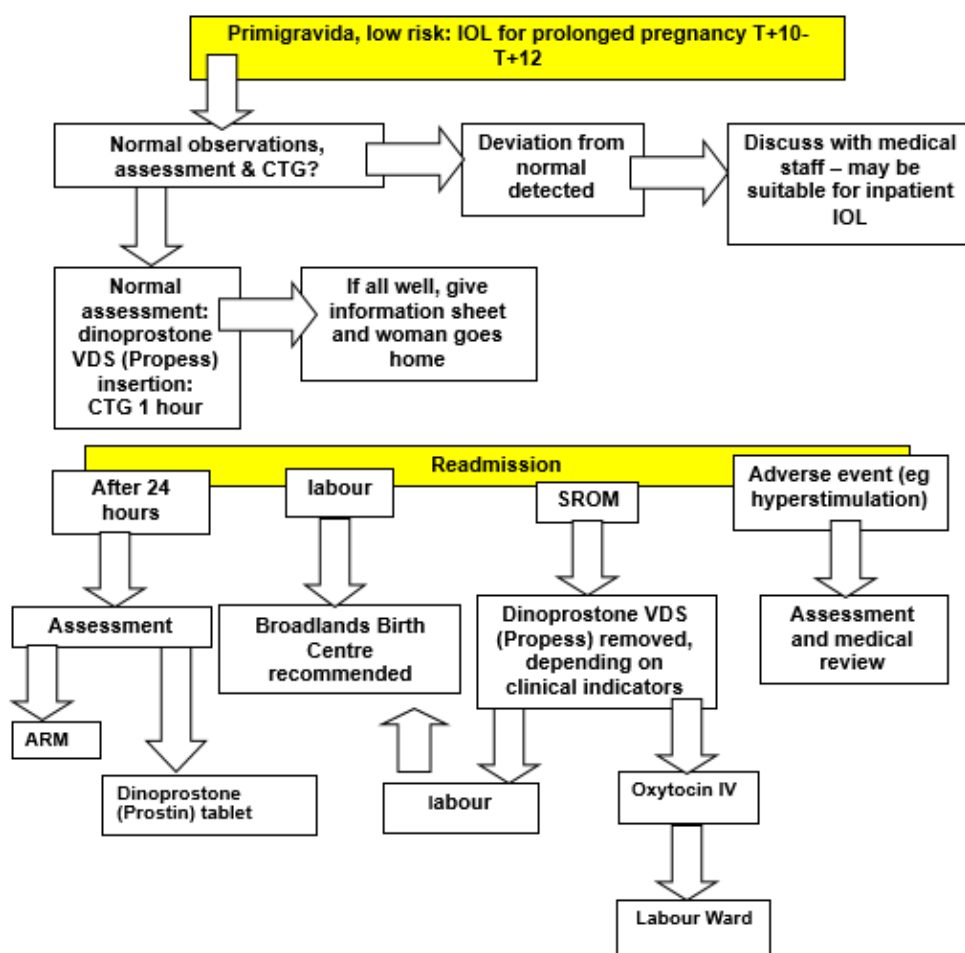 Primigravida, low risk: IOL for prolonged pregnancy T+10-
T+12
Normal observations,
assessment & CTG?
Deviation from
normal
detected
Discuss with medical
staff – may be
suitable for inpatient
IOL
Normal
assessment:
dinoprostone
VDS (Propess)
insertion:
CTG 1 hour
If all well, give
information sheet
and woman goes
home
Readmission
After 24
hours
labour
SROM
Adverse event (eg
hyperstimulation)
Assessment
Broadlands Birth
Centre
recommended
Dinoprostone VDS
(Propess) removed,
depending on
clinical indicators
Assessment
and medical
review
ARM
Dinoprostone
(Prostin) tablet
labour
Oxytocin IV
Labour Ward